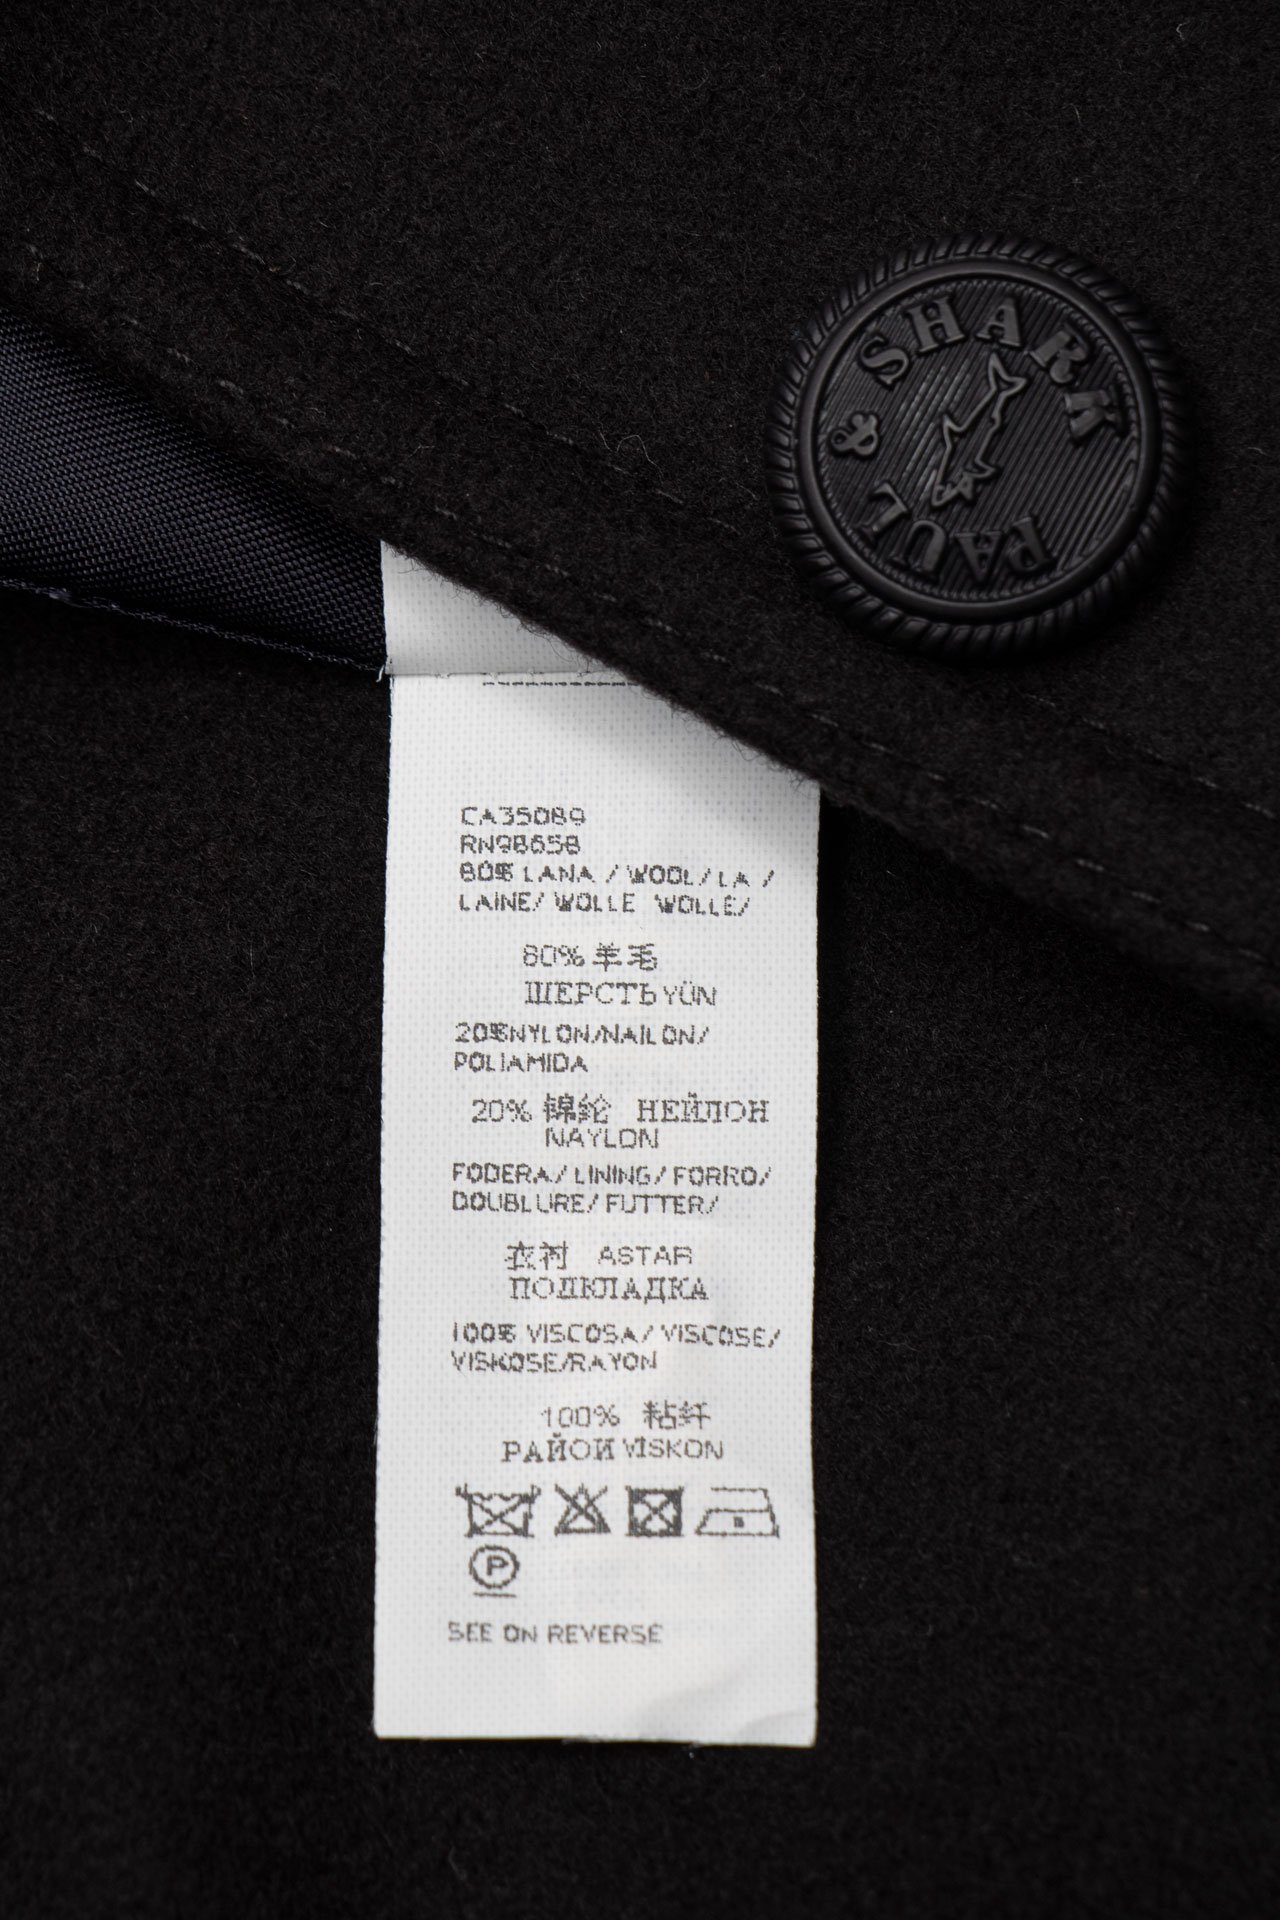 PAUL & SHARK
CA35089
RN98658
80% LANA / WOOL/ LA /
LAINE/ WOLLE WOLLE/
80% 羊毛
ШЕРСТЬ YÜN
20%NYLON/NAILON/
POLIAMIDA
20% 锦纶 НЕЙЛОН
NAYLON
FODERA/ LINING/ FORRO/
DOUBLURE/ FUTTER/
衣衬 ASTAR
ПОДКЛАДКА
100% VISCOSA/ VISCOSE/
VISKOSE/RAYON
100% 粘纤
РАЙОИ VISKON
P
SEE ON REVERSE